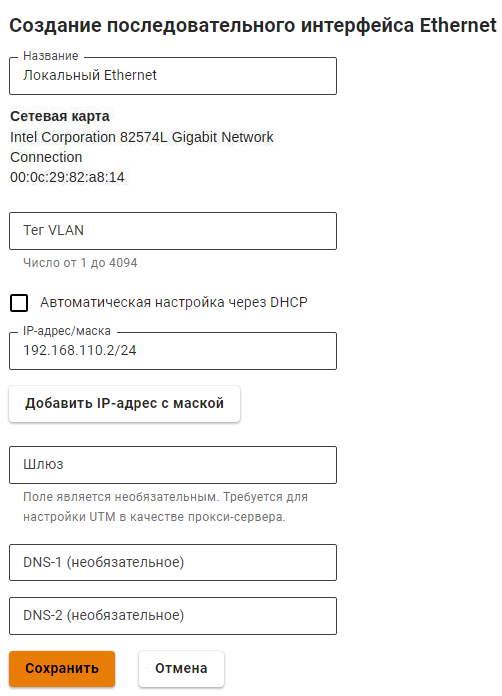 Создание последовательного интерфейса Ethernet
Название
Локальный Ethernet
Сетевая карта
Intel Corporation 82574L Gigabit Network
Connection
00:0c:29:82:a8:14
Тег VLAN
Число от 1 до 4094
Автоматическая настройка через DHCP
IP-адрес/маска
192.168.110.2/24
Добавить IP-адрес с маской
Шлюз
Поле является необязательным. Требуется для
настройки UTM в качестве прокси-сервера.
DNS-1 (необязательное)
DNS-2 (необязательное)
Сохранить
Отмена